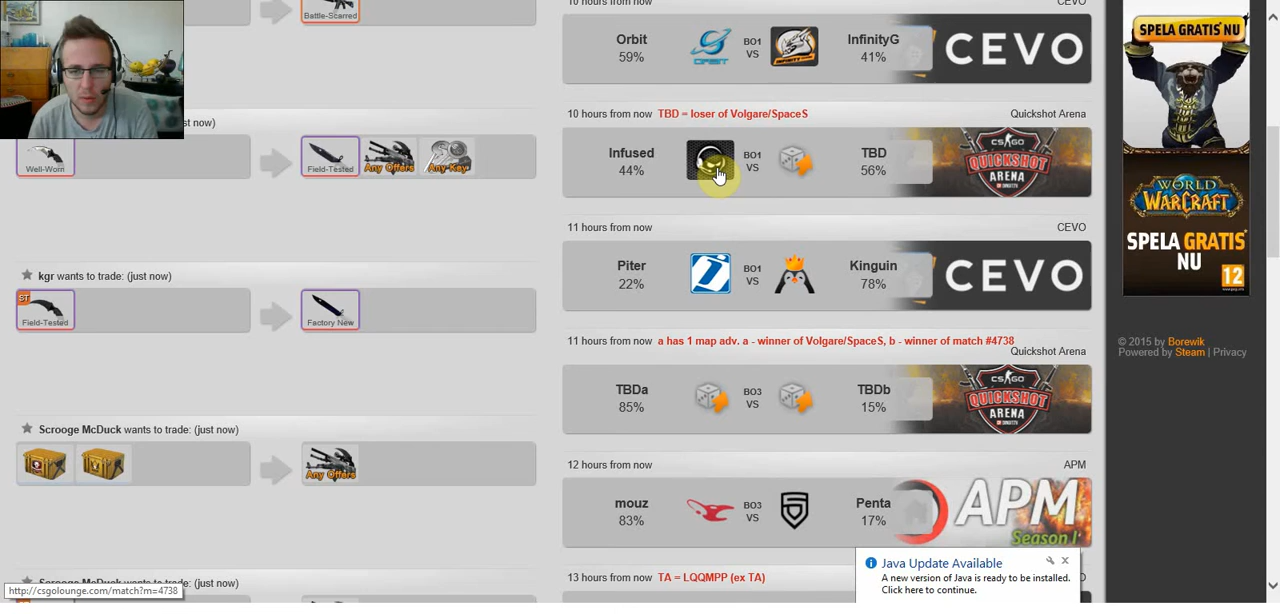 Battle-Scarred
st now)
Well-Worn
Field-Tested
Any Offers
Any Key
kgr wants to trade: (just now)
ST
Field-Tested
Factory New
Scrooge McDuck wants to trade: (just now)
Any Offers
Scrooge McDuck wants to trade: (just now)
http://csgolounge.com/match?m=4738
10 hours from now
CEVO
Orbit
59%
ORBIT
BO1
VS
InfinityG
41%
CEVO
10 hours from now TBD = loser of Volgare/SpaceS
Quickshot Arena
Infused
44%
BO1
VS
TBD
56%
CS:GO
QUICKSHOT
ARENA
11 hours from now
CEVO
Piter
22%
BO1
VS
Kinguin
78%
CEVO
11 hours from now a has 1 map adv. a - winner of Volgare/SpaceS, b - winner of match #4738
Quickshot Arena
TBDa
85%
BO3
VS
TBDb
15%
CS:GO
QUICKSHOT
ARENA
12 hours from now
APM
mouz
83%
BO3
VS
Penta
17%
APM
Season I
13 hours from now TA = LQQMPP (ex TA)
Java Update Available
A new version of Java is ready to be installed.
Click here to continue.
SPELA GRATIS NU
WORLD
OF
WARCRAFT
SPELA GRATIS
NU
12
© 2015 by Borewik
Powered by Steam | Privacy